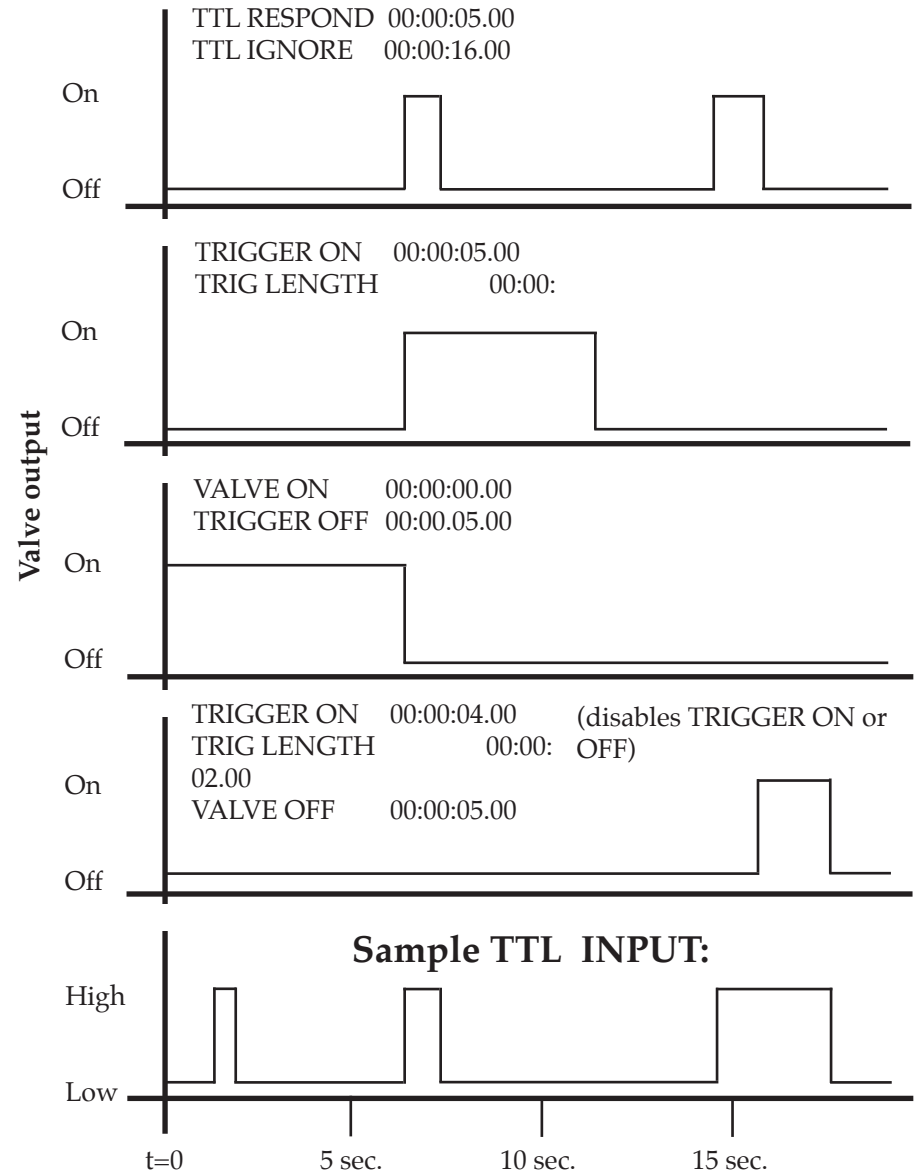 TTL RESPOND 00:00:05.00
TTL IGNORE 00:00:16.00
On
Off
TRIGGER ON 00:00:05.00
TRIG LENGTH 00:00:
On
Off
Valve output
VALVE ON 00:00:00.00
TRIGGER OFF 00:00.05.00
On
Off
TRIGGER ON 00:00:04.00 (disables TRIGGER ON or
TRIG LENGTH 00:00: OFF)
02.00
On
VALVE OFF 00:00:05.00
Off
Sample TTL INPUT:
High
Low
t=0 5 sec. 10 sec. 15 sec.